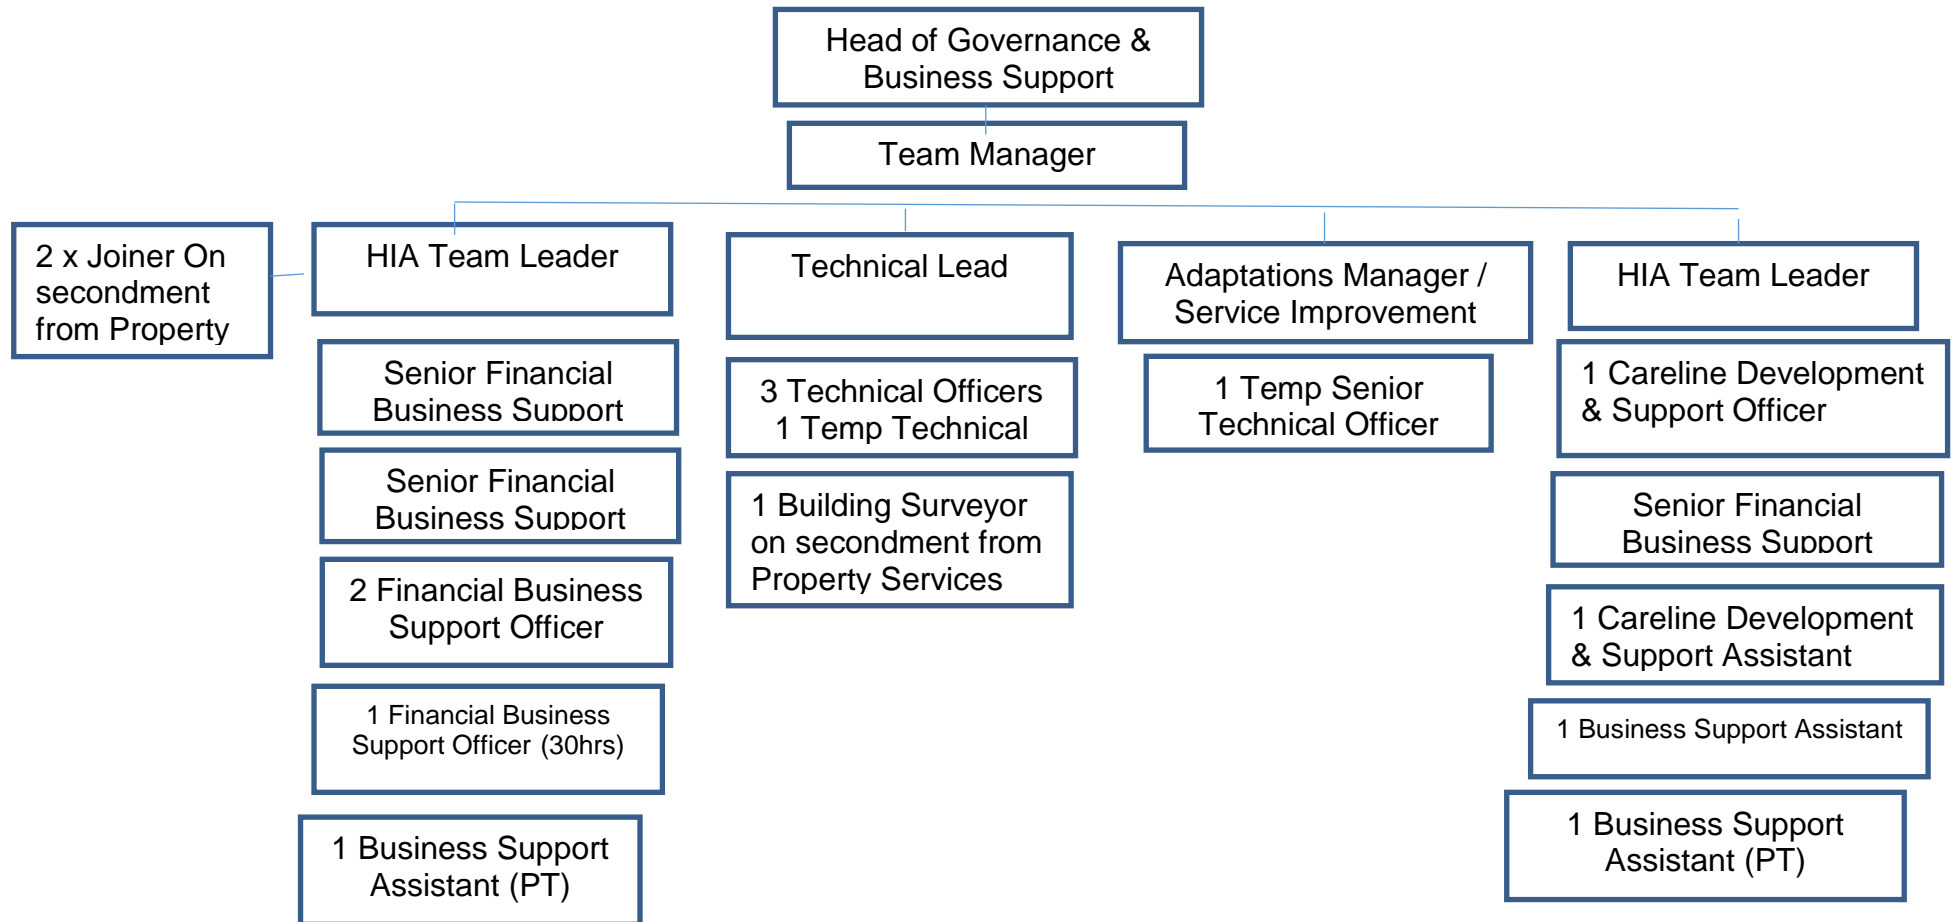 Head of Governance &
Business Support
Team Manager
2 x Joiner On
secondment
from Property
HIA Team Leader
Senior Financial
Business Support
Senior Financial
Business Support
2 Financial Business
Support Officer
1 Financial Business
Support Officer (30hrs)
1 Business Support
Assistant (PT)
Technical Lead
3 Technical Officers
1 Temp Technical
1 Building Surveyor
on secondment from
Property Services
Adaptations Manager /
Service Improvement
1 Temp Senior
Technical Officer
HIA Team Leader
1 Careline Development
& Support Officer
Senior Financial
Business Support
1 Careline Development
& Support Assistant
1 Business Support Assistant
1 Business Support
Assistant (PT)